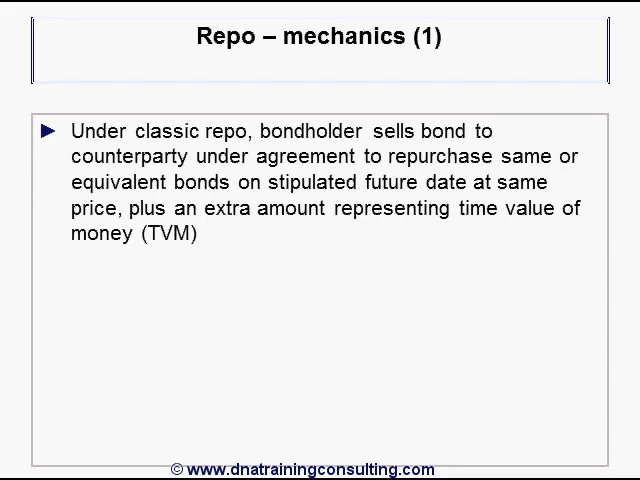 Repo – mechanics (1)
► Under classic repo, bondholder sells bond to
counterparty under agreement to repurchase same or
equivalent bonds on stipulated future date at same
price, plus an extra amount representing time value of
money (TVM)
© www.dnatrainingconsulting.com